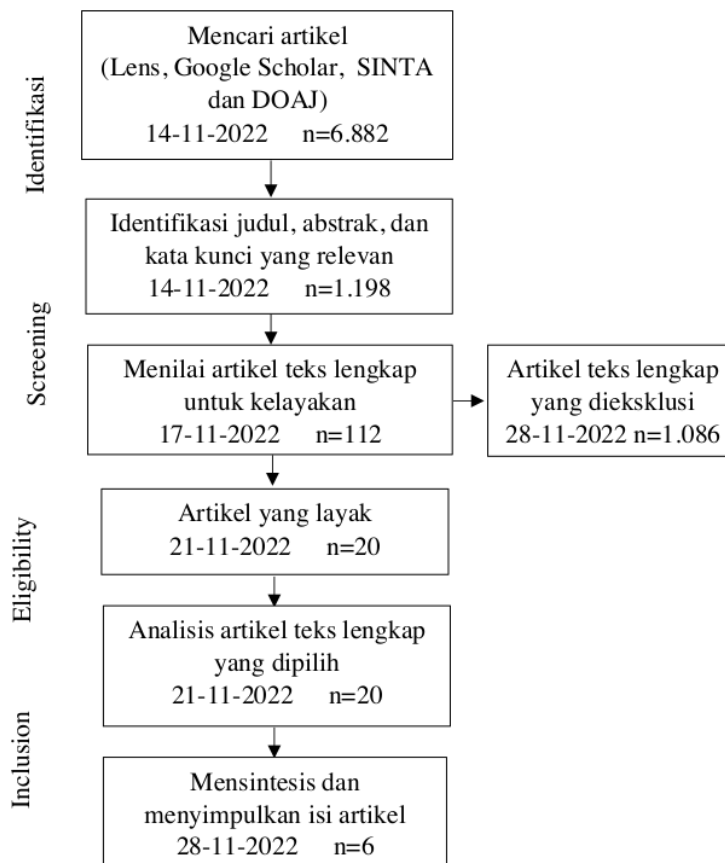 Identifikasi
Mencari artikel
(Lens, Google Scholar, SINTA
dan DOAJ)
14-11-2022 n=6.882
Identifikasi judul, abstrak, dan
kata kunci yang relevan
14-11-2022 n=1.198
Screening
Menilai artikel teks lengkap
untuk kelayakan
17-11-2022 n=112
Artikel teks lengkap
yang dieksklusi
28-11-2022 n=1.086
Eligibility
Artikel yang layak
21-11-2022 n=20
Analisis artikel teks lengkap
yang dipilih
21-11-2022 n=20
Inclusion
Mensintesis dan
menyimpulkan isi artikel
28-11-2022 n=6